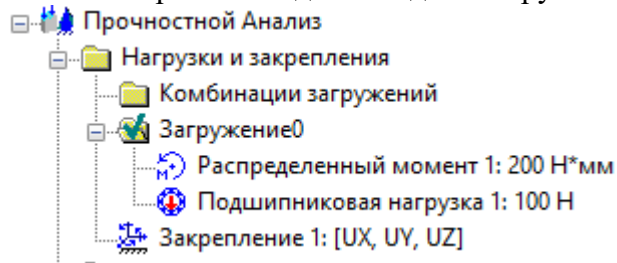 Прочностной Анализ
Нагрузки и закрепления
Комбинации загружений
Загружение0
Распределенный момент 1: 200 Н*мм
Подшипниковая нагрузка 1: 100 Н
Закрепление 1: [UX, UY, UZ]